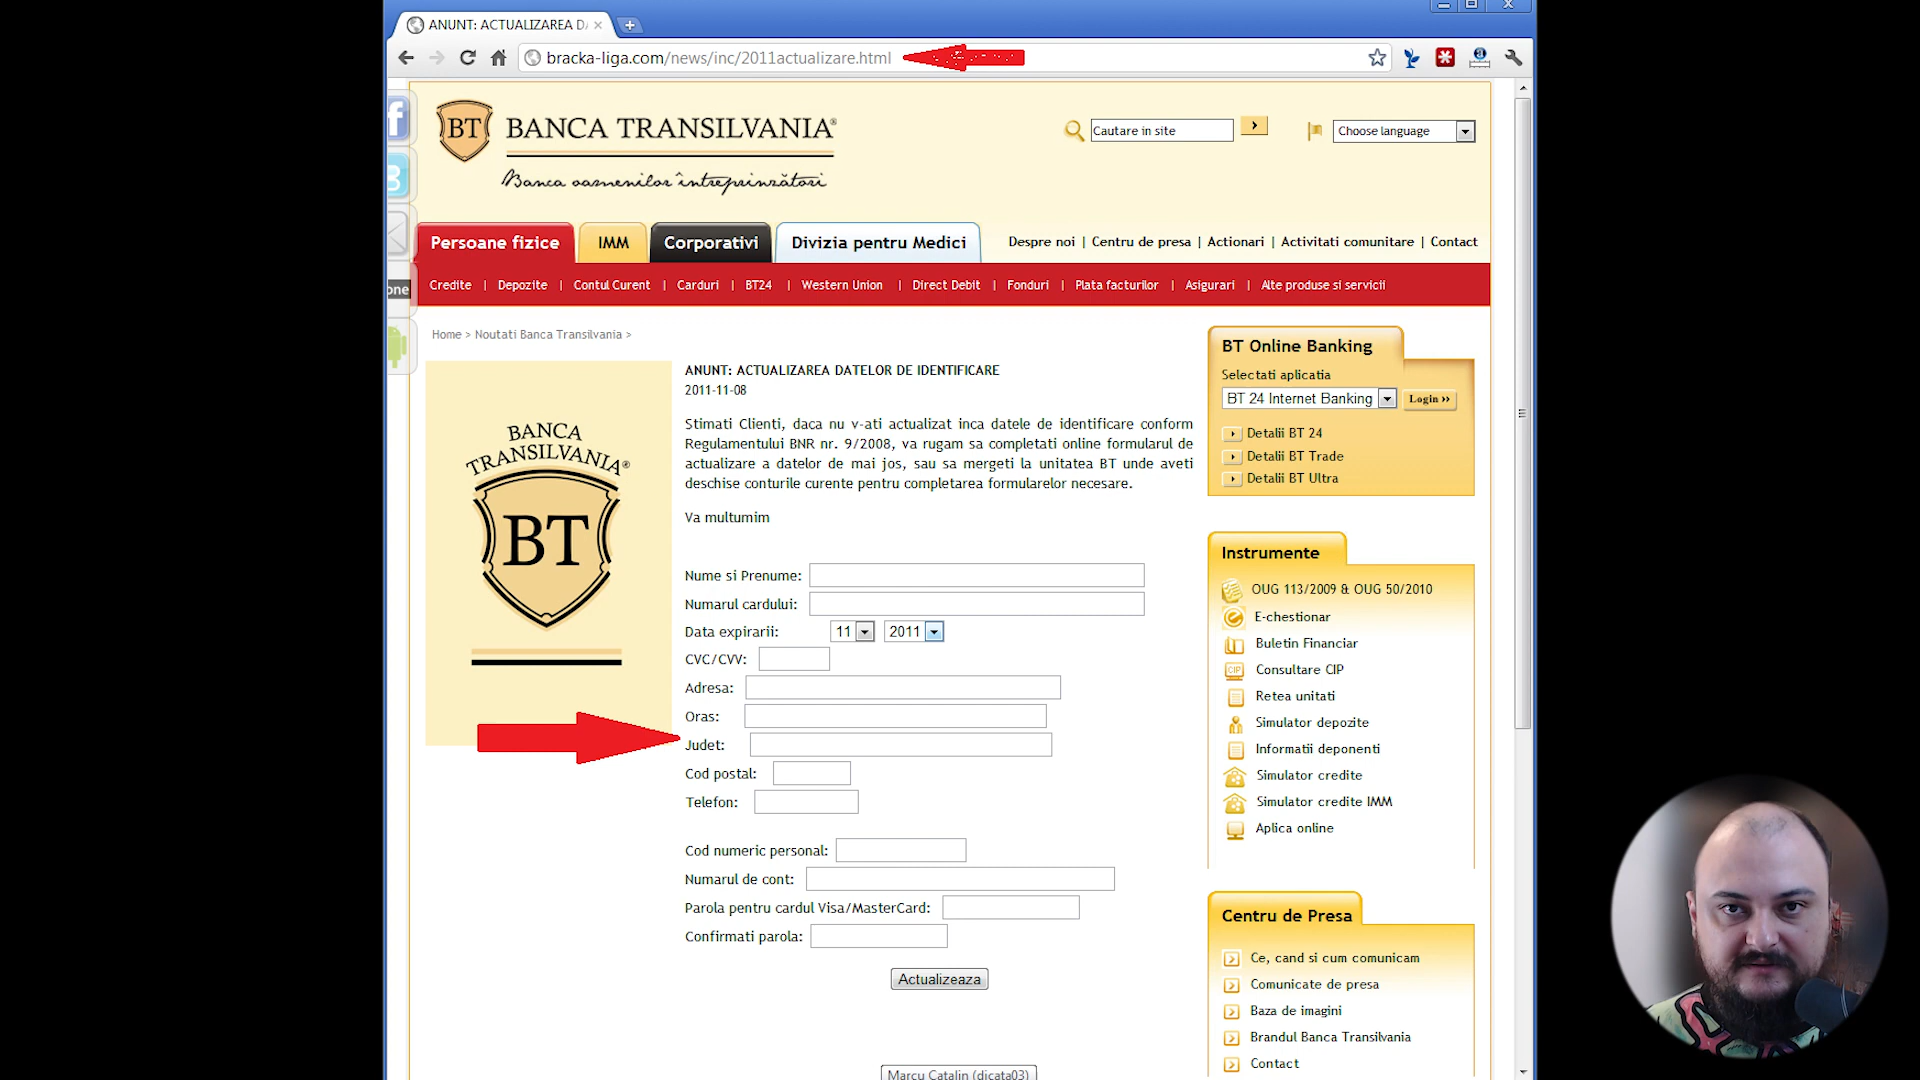 ANUNT: ACTUALIZAREA D
bracka-liga.com/news/inc/2011actualizare.html
BT BANCA TRANSILVANIA®
Banca oamenilor întreprinzători
Cautare in site
Choose language
Persoane fizice
IMM
Corporativi
Divizia pentru Medici
Despre noi | Centru de presa | Actionari | Activitati comunitare | Contact
Credite | Depozite | Contul Curent | Carduri | BT24 | Western Union | Direct Debit | Fonduri | Plata facturilor | Asigurari | Alte produse si servicii
one
Home > Noutati Banca Transilvania >
BANCA
TRANSILVANIA®
BT
ANUNT: ACTUALIZAREA DATELOR DE IDENTIFICARE
2011-11-08
Stimati Clienti, daca nu v-ati actualizat inca datele de identificare conform
Regulamentului BNR nr. 9/2008, va rugam sa completati online formularul de
actualizare a datelor de mai jos, sau sa mergeti la unitatea BT unde aveti
deschise conturile curente pentru completarea formularelor necesare.
Va multumim
Nume si Prenume:
Numarul cardului:
Data expirarii: 11 2011
CVC/CVV:
Adresa:
Oras:
Judet:
Cod postal:
Telefon:
Cod numeric personal:
Numarul de cont:
Parola pentru cardul Visa/MasterCard:
Confirmati parola:
Actualizeaza
Marcu Catalin (dicata03)
BT Online Banking
Selectati aplicatia
BT 24 Internet Banking
Login »
Detalii BT 24
Detalii BT Trade
Detalii BT Ultra
Instrumente
OUG 113/2009 & OUG 50/2010
E-chestionar
Buletin Financiar
CIP Consultare CIP
Retea unitati
Simulator depozite
Informatii deponenti
Simulator credite
Simulator credite IMM
Aplica online
Centru de Presa
Ce, cand si cum comunicam
Comunicate de presa
Baza de imagini
Brandul Banca Transilvania
Contact